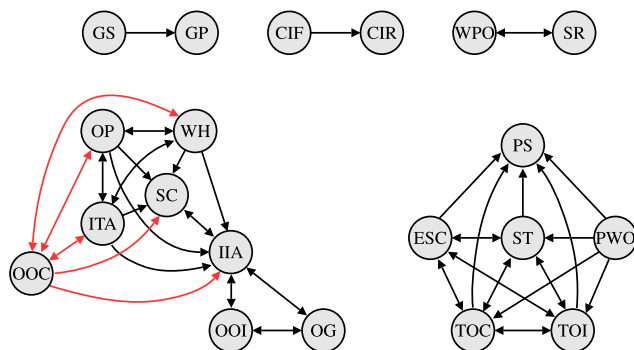 GS GP CIF CIR WPO SR
OP WH
PS
SC
ITA
ESC ST PWO
IIA
OOC
OOI OG TOC TOI